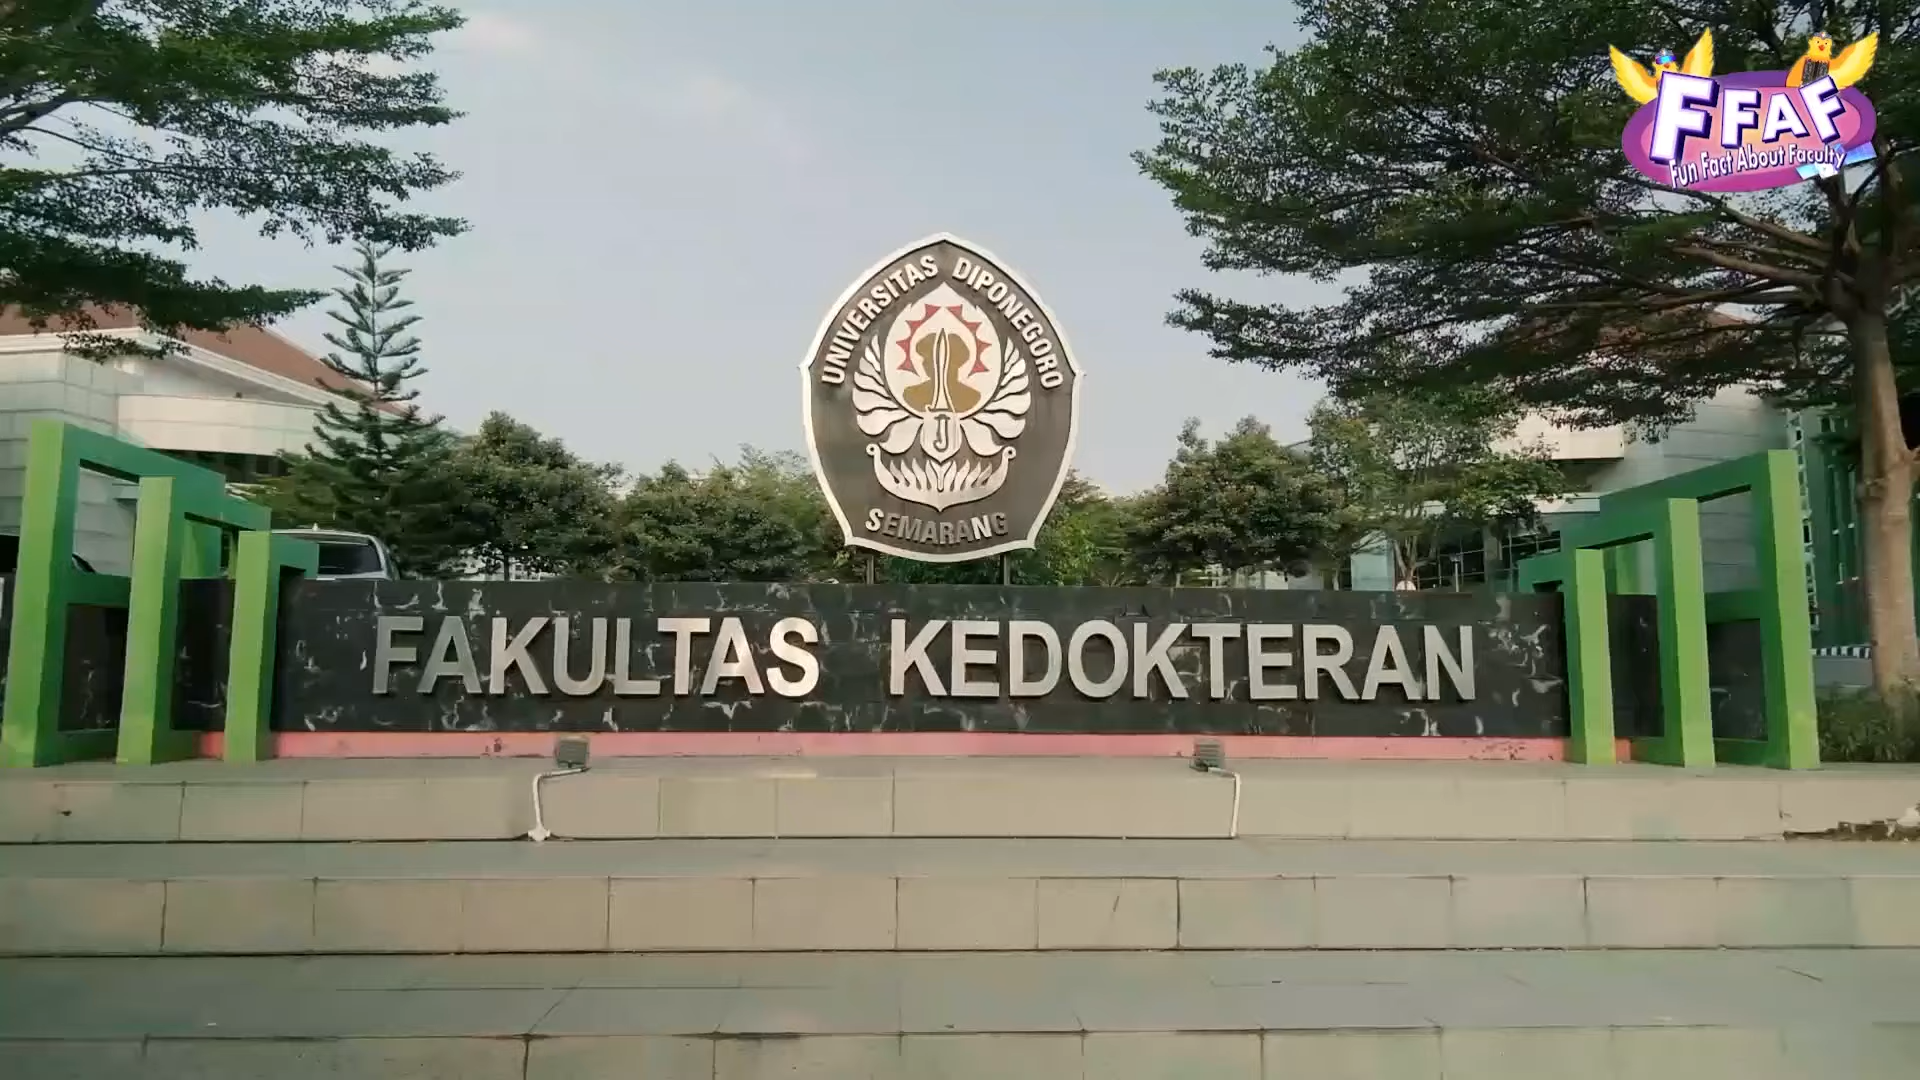 FFAF
Fun Fact About Faculty
UNIVERSITAS DIPONEGORO
SEMARANG
FAKULTAS KEDOKTERAN